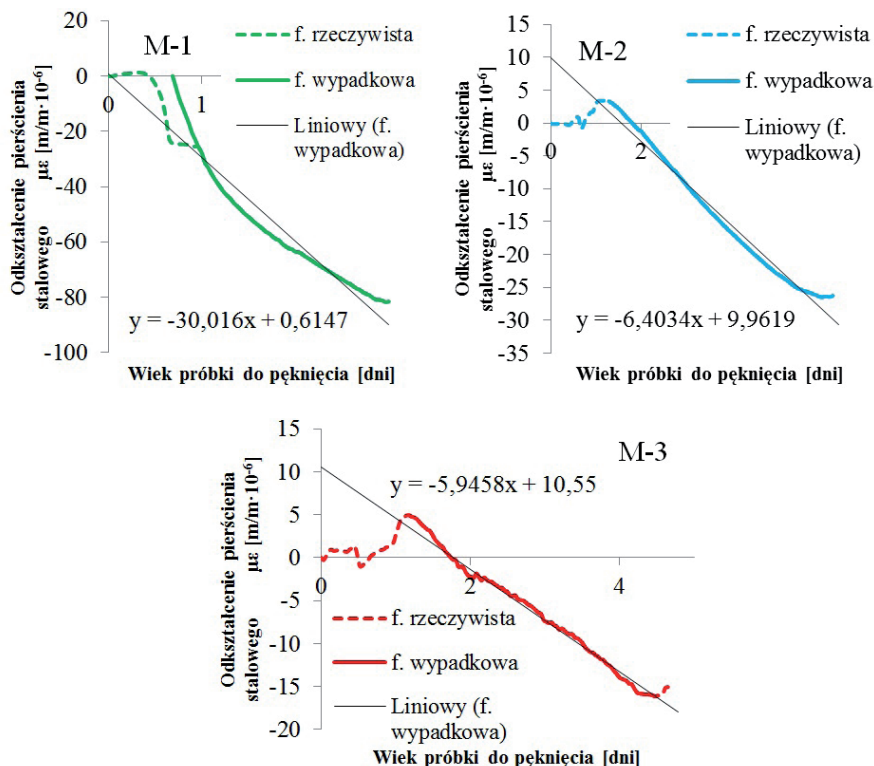 M-1
f. rzeczywista
f. wypadkowa
Liniowy (f.
wypadkowa)
20
0
-20
-40
-60
-80
-100
0
1
Odkształcenie pierścienia
stalowego με [m/m·10⁻⁶]
y = -30,016x + 0,6147
Wiek próbki do pęknięcia [dni]
M-2
f. rzeczywista
f. wypadkowa
Liniowy (f.
wypadkowa)
15
10
5
0
-5
-10
-15
-20
-25
-30
-35
0
2
Odkształcenie pierścienia
stalowego με [m/m·10⁻⁶]
y = -6,4034x + 9,9619
Wiek próbki do pęknięcia [dni]
M-3
y = -5,9458x + 10,55
15
10
5
0
-5
-10
-15
-20
0
2
4
Odkształcenie pierścienia
stalowego με [m/m·10⁻⁶]
f. rzeczywista
f. wypadkowa
Liniowy (f.
wypadkowa)
Wiek próbki do pęknięcia [dni]